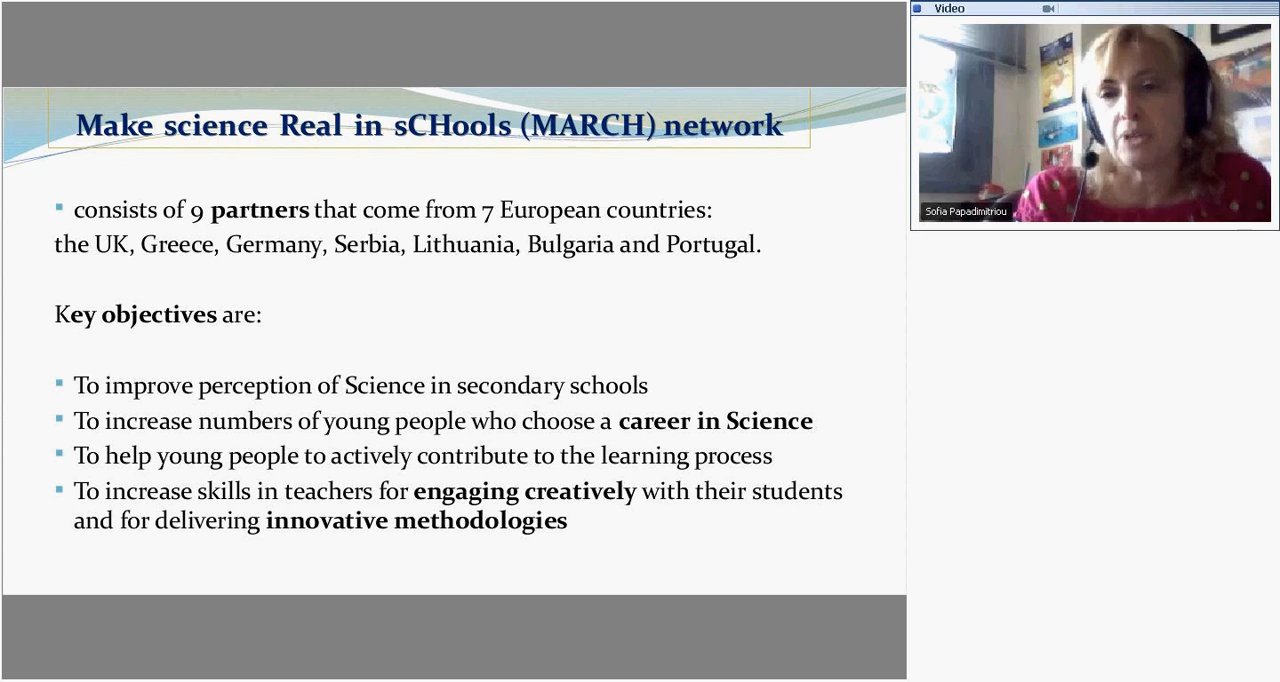 Make science Real in sCHools (MARCH) network
consists of 9 partners that come from 7 European countries:
the UK, Greece, Germany, Serbia, Lithuania, Bulgaria and Portugal.
Key objectives are:
To improve perception of Science in secondary schools
To increase numbers of young people who choose a career in Science
To help young people to actively contribute to the learning process
To increase skills in teachers for engaging creatively with their students
and for delivering innovative methodologies
Video
Sofia Papadimitriou